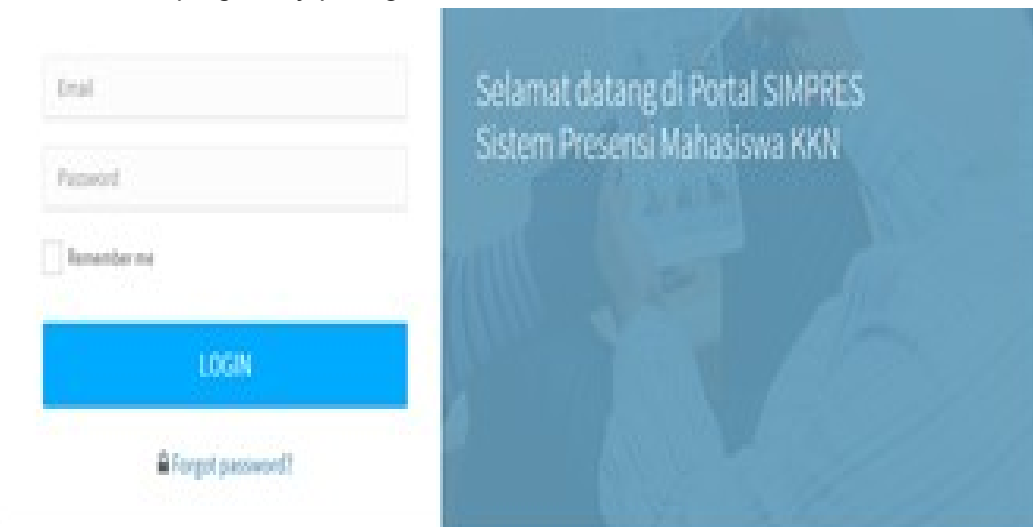 Email
Password
Remember me
LOGIN
Forgot password?
Selamat datang di Portal SIMPRES
Sistem Presensi Mahasiswa KKN